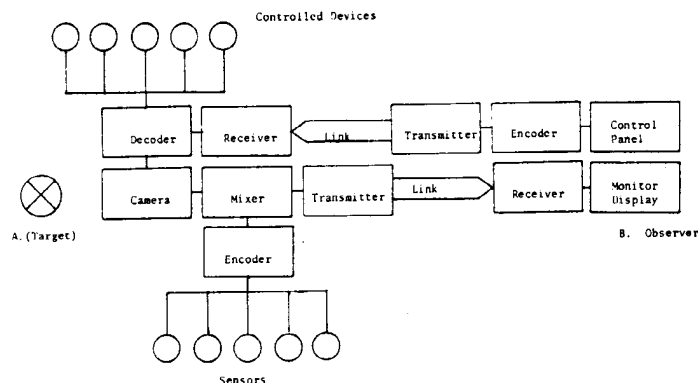 Controlled Devices
Decoder
Receiver
Link
Transmitter
Encoder
Control
Panel
Camera
Mixer
Transmitter
Link
Receiver
Monitor
Display
A.(Target)
B. Observer
Encoder
Sensors